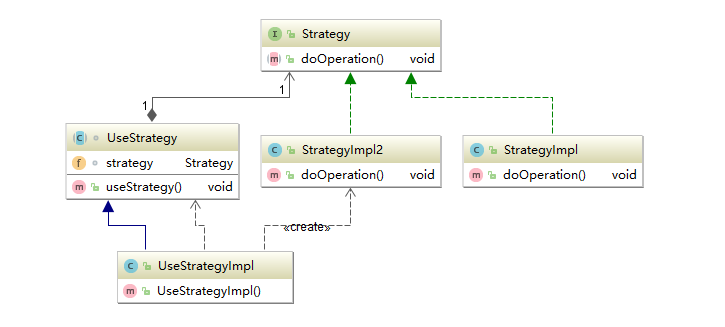 Strategy
doOperation() void
1
1
UseStrategy
strategy Strategy
useStrategy() void
StrategyImpl2
doOperation() void
StrategyImpl
doOperation() void
«create»
UseStrategyImpl
UseStrategyImpl()